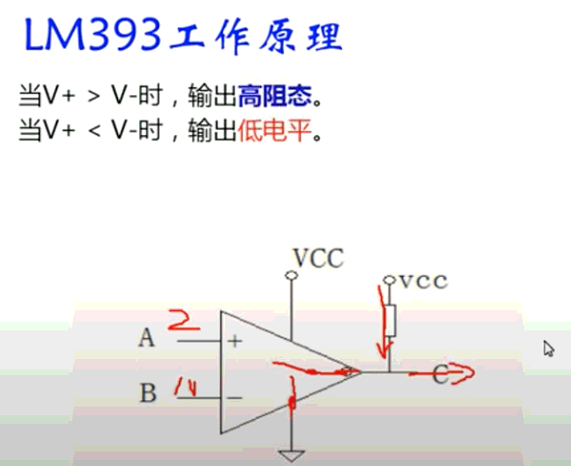 LM393工作原理
当V+ > V-时，输出高阻态。
当V+ < V-时，输出低电平。
VCC
vcc
A 2 +
C
B 1V -